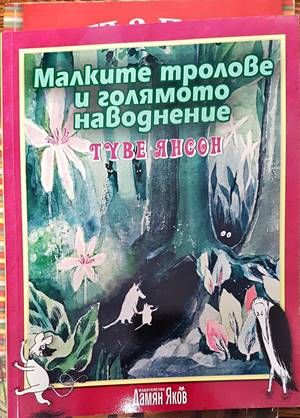 Малките тролове
и голямото
наводнение
ТУВЕ ЯНСОН
издателство
Дамян Яков